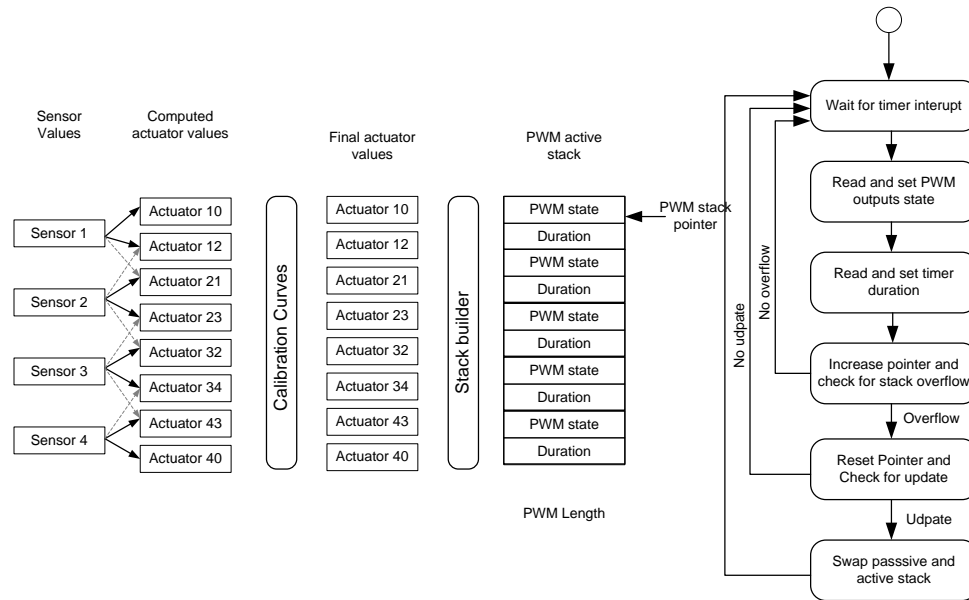 Sensor
Values
Computed
actuator values
Final actuator
values
PWM active
stack
Sensor 1
Sensor 2
Sensor 3
Sensor 4
Actuator 10
Actuator 12
Actuator 21
Actuator 23
Actuator 32
Actuator 34
Actuator 43
Actuator 40
Calibration Curves
Actuator 10
Actuator 12
Actuator 21
Actuator 23
Actuator 32
Actuator 34
Actuator 43
Actuator 40
Stack builder
PWM state
Duration
PWM state
Duration
PWM state
Duration
PWM state
Duration
PWM state
Duration
PWM Length
PWM stack
pointer
Wait for timer interupt
Read and set PWM
outputs state
Read and set timer
duration
Increase pointer and
check for stack overflow
Overflow
Reset Pointer and
Check for update
Udpate
Swap passsive and
active stack
No udpate
No overflow